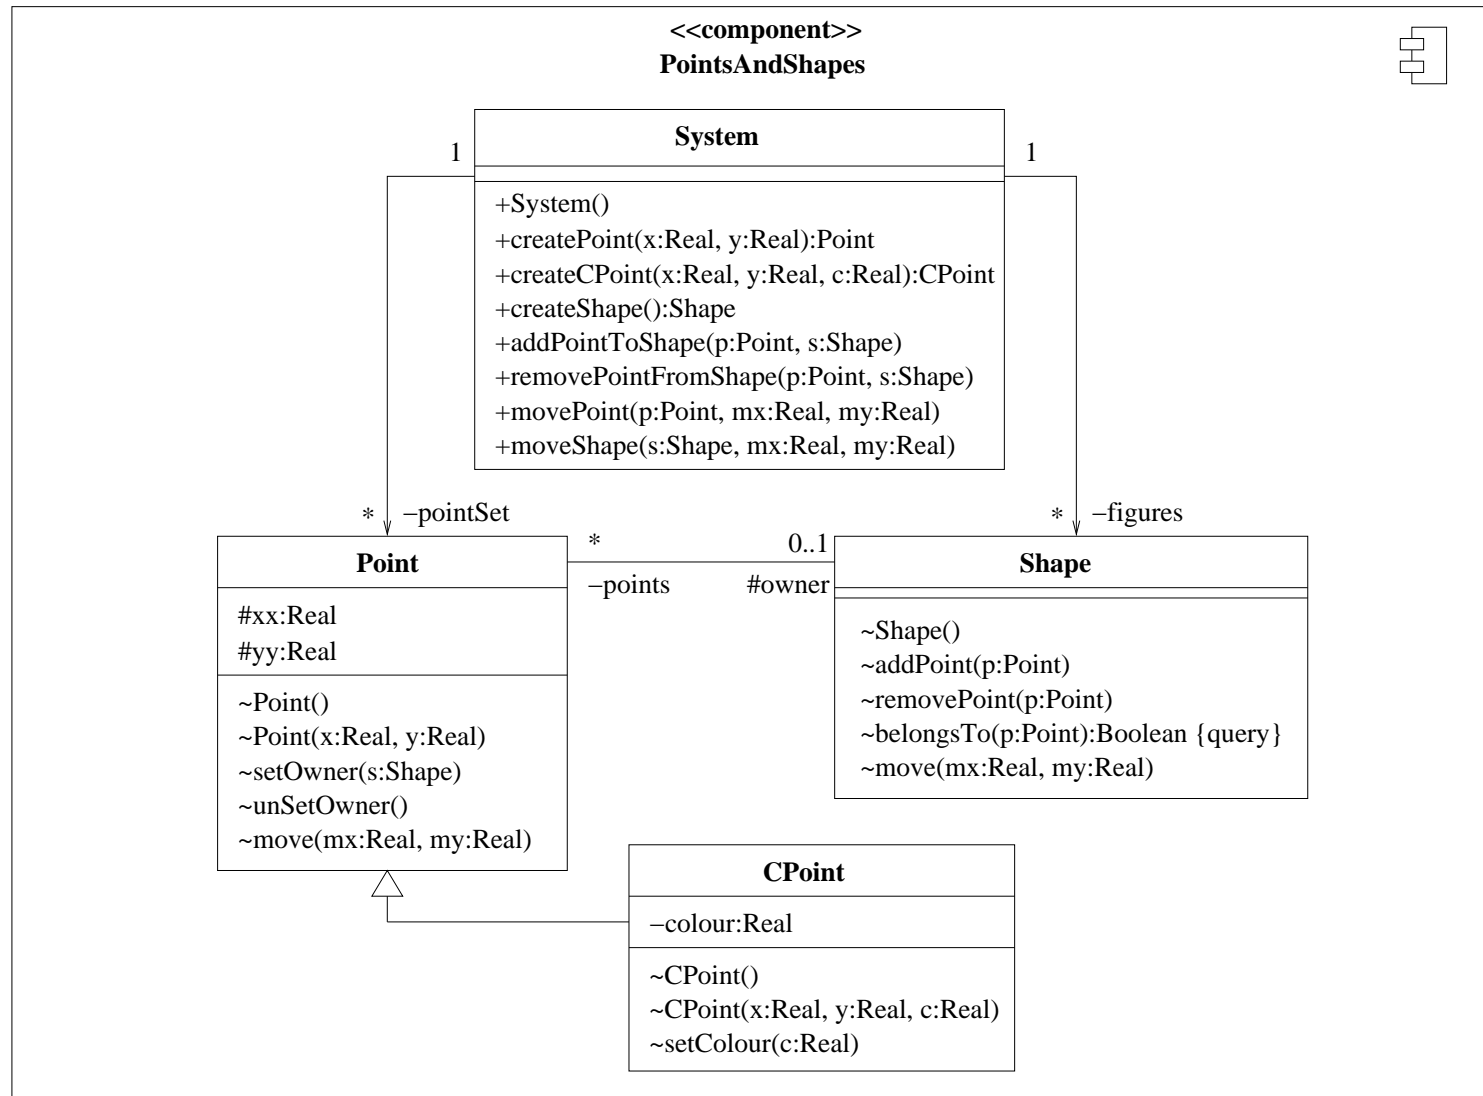 <<component>>
PointsAndShapes
System
1
1
+System()
+createPoint(x:Real, y:Real):Point
+createCPoint(x:Real, y:Real, c:Real):CPoint
+createShape():Shape
+addPointToShape(p:Point, s:Shape)
+removePointFromShape(p:Point, s:Shape)
+movePoint(p:Point, mx:Real, my:Real)
+moveShape(s:Shape, mx:Real, my:Real)
* −pointSet
* −figures
Point
#xx:Real
#yy:Real
~Point()
~Point(x:Real, y:Real)
~setOwner(s:Shape)
~unSetOwner()
~move(mx:Real, my:Real)
* 0..1
−points #owner
Shape
~Shape()
~addPoint(p:Point)
~removePoint(p:Point)
~belongsTo(p:Point):Boolean {query}
~move(mx:Real, my:Real)
CPoint
−colour:Real
~CPoint()
~CPoint(x:Real, y:Real, c:Real)
~setColour(c:Real)